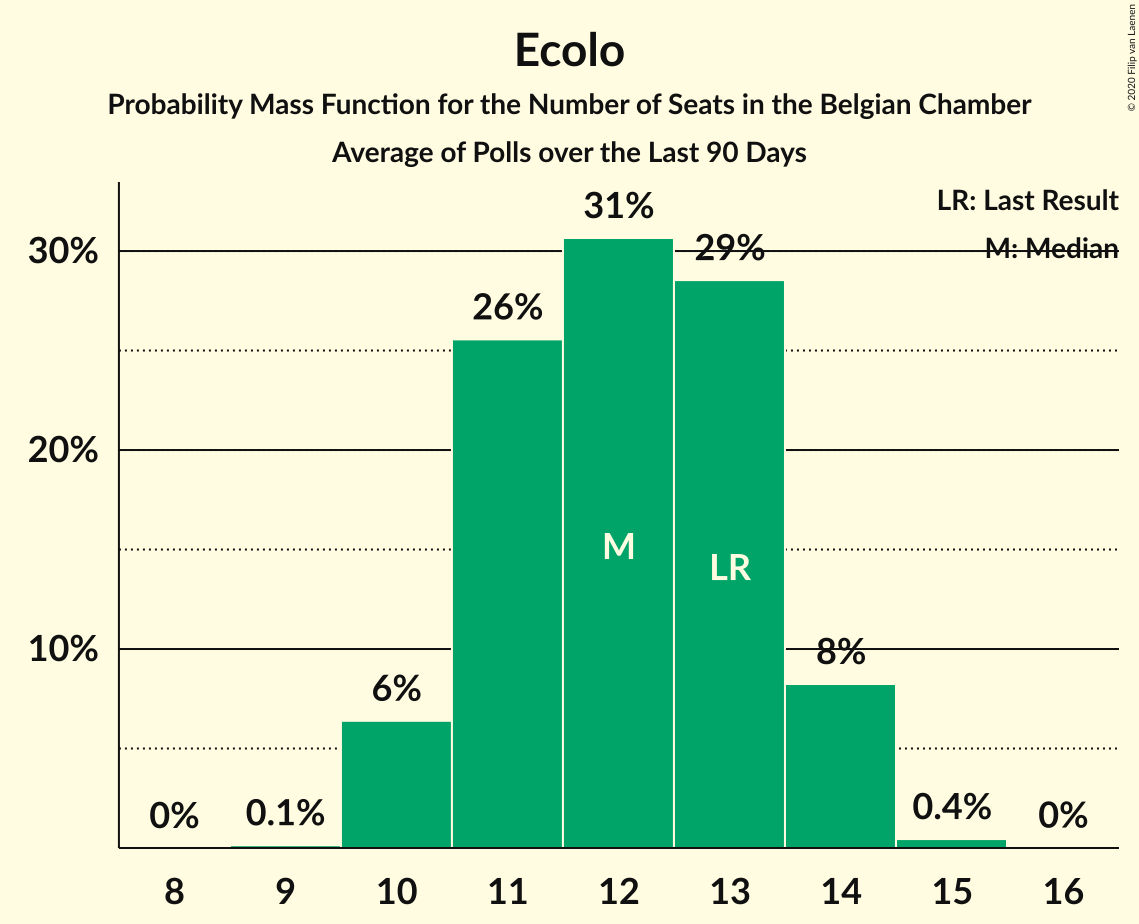 Ecolo
Probability Mass Function for the Number of Seats in the Belgian Chamber
Average of Polls over the Last 90 Days
© 2020 Filip van Laenen
LR: Last Result
M: Median
30%
20%
10%
0%
0.1%
6%
26%
31%
29%
8%
0.4%
0%
M
LR
8 9 10 11 12 13 14 15 16